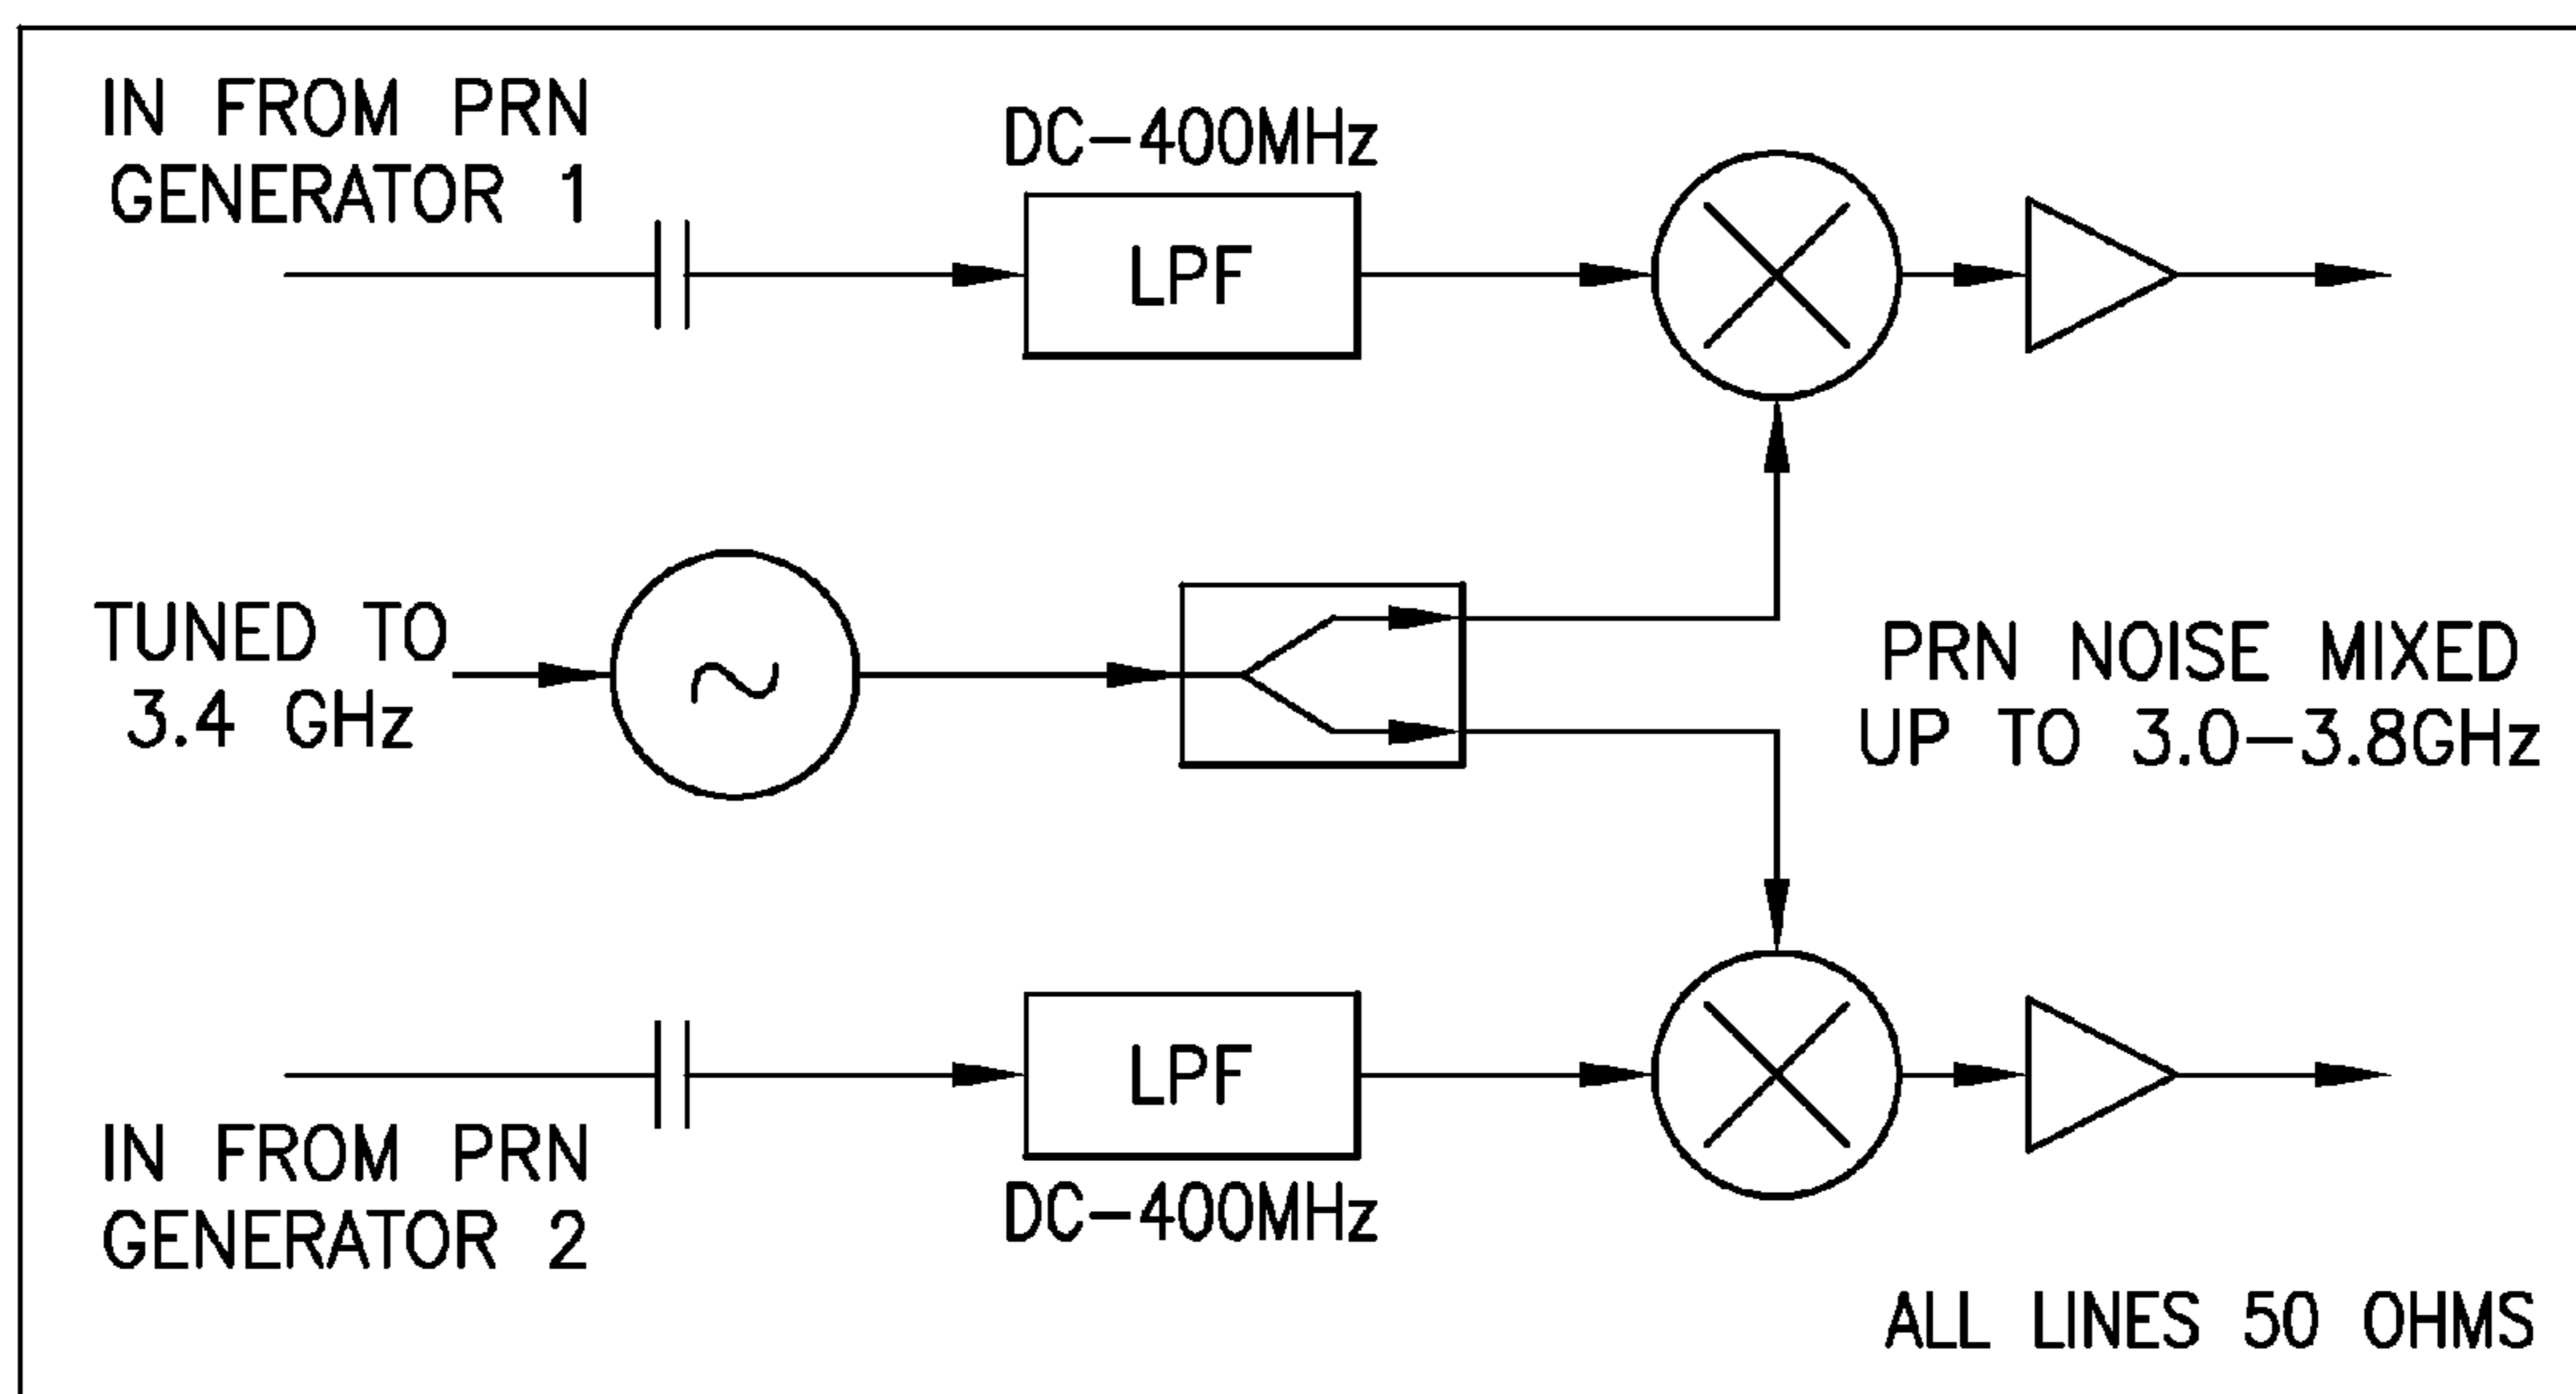 IN FROM PRN
GENERATOR 1
DC-400MHz
LPF
TUNED TO
3.4 GHz
PRN NOISE MIXED
UP TO 3.0-3.8GHz
LPF
IN FROM PRN
GENERATOR 2
DC-400MHz
ALL LINES 50 OHMS